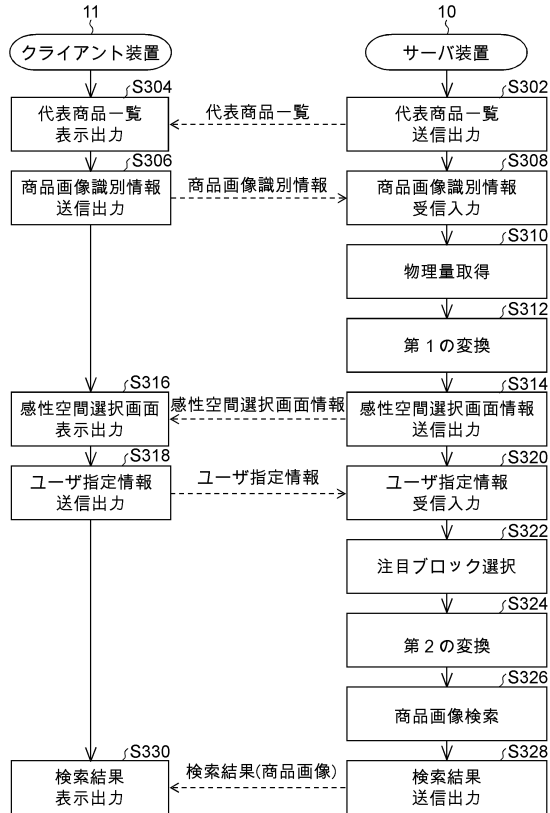 11
10
クライアント装置
サーバ装置
S304
S302
代表商品一覧
表示出力
代表商品一覧
代表商品一覧
送信出力
S306
S308
商品画像識別情報
送信出力
商品画像識別情報
商品画像識別情報
受信入力
S310
物理量取得
S312
第1の変換
S316
S314
感性空間選択画面
表示出力
感性空間選択画面情報
感性空間選択画面情報
送信出力
S318
S320
ユーザ指定情報
送信出力
ユーザ指定情報
ユーザ指定情報
受信入力
S322
注目ブロック選択
S324
第2の変換
S326
商品画像検索
S330
S328
検索結果
表示出力
検索結果(商品画像)
検索結果
送信出力